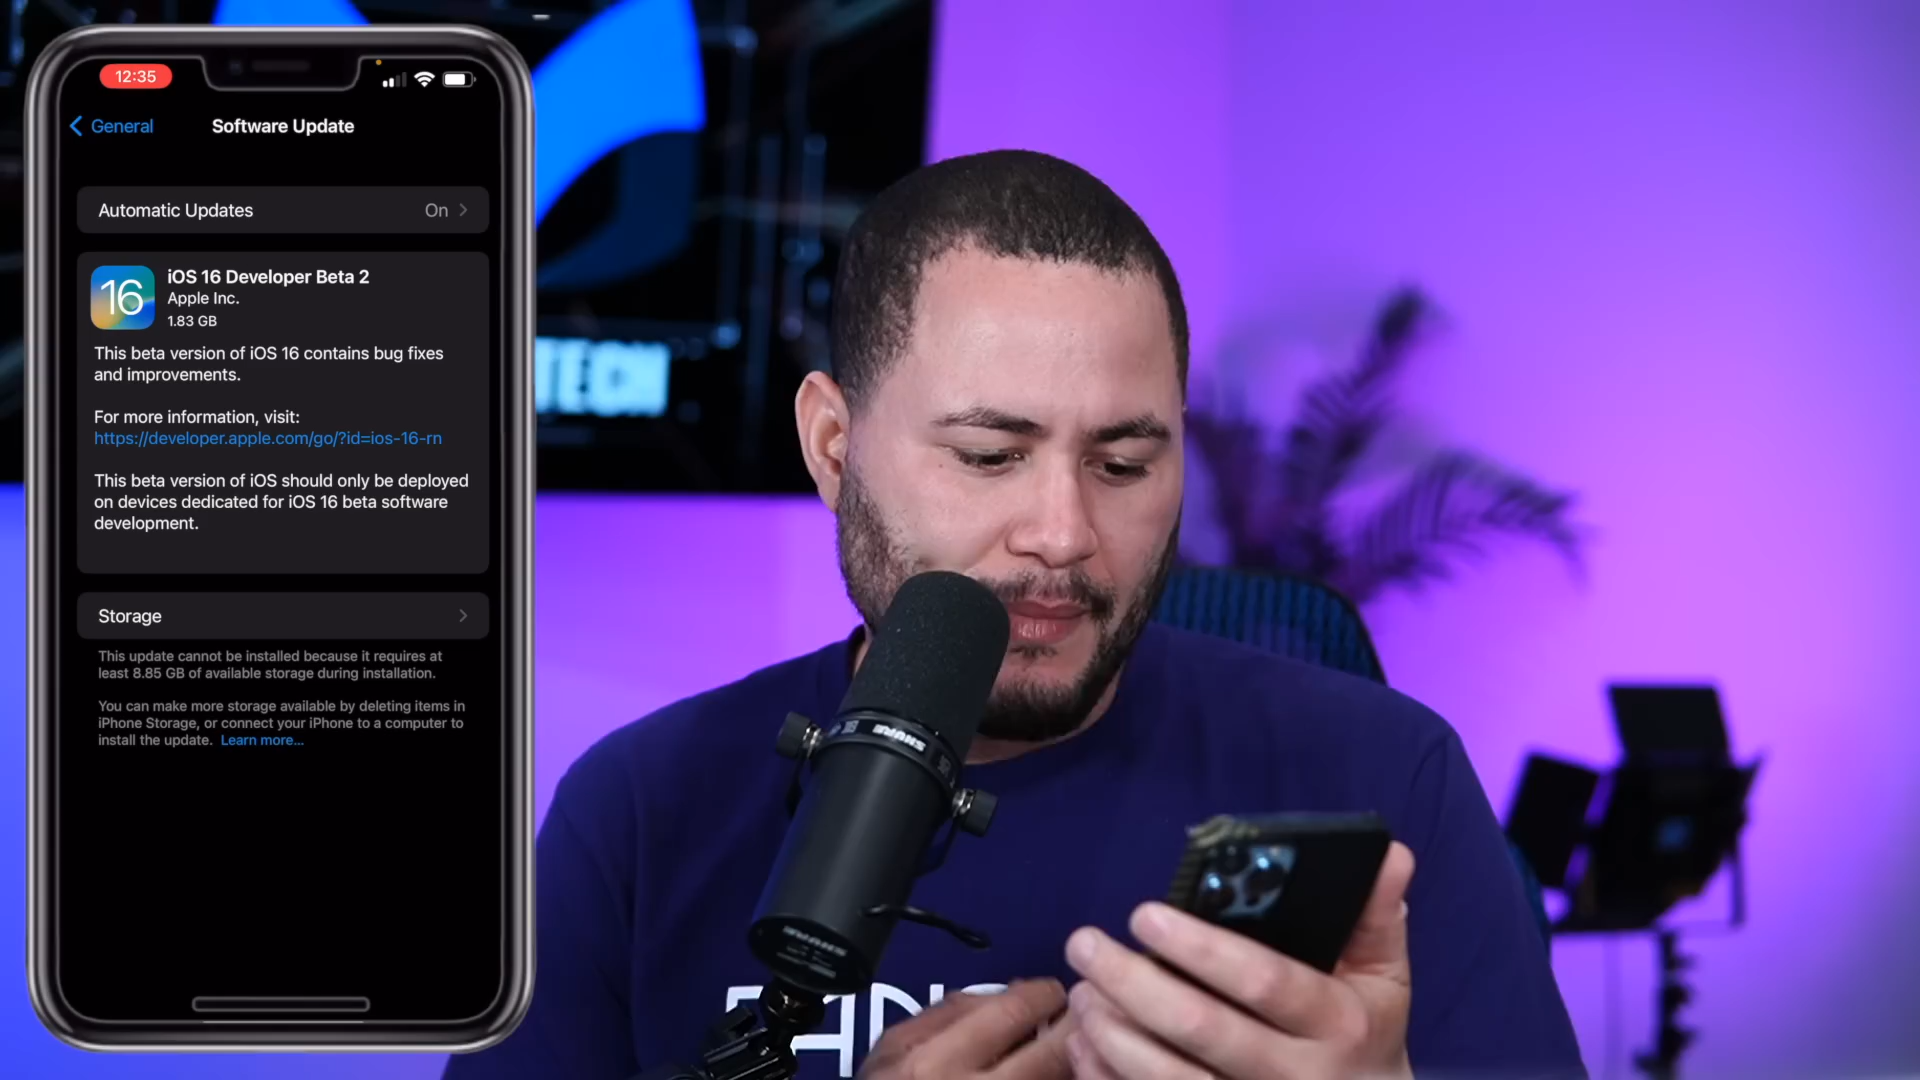 12:35
General
Software Update
Automatic Updates
On
16
iOS 16 Developer Beta 2
Apple Inc.
1.83 GB
This beta version of iOS 16 contains bug fixes
and improvements.
For more information, visit:
https://developer.apple.com/go/?id=ios-16-rn
This beta version of iOS should only be deployed
on devices dedicated for iOS 16 beta software
development.
Storage
This update cannot be installed because it requires at
least 8.85 GB of available storage during installation.
You can make more storage available by deleting items in
iPhone Storage, or connect your iPhone to a computer to
install the update. Learn more...
TECH
SHURE
SHURE